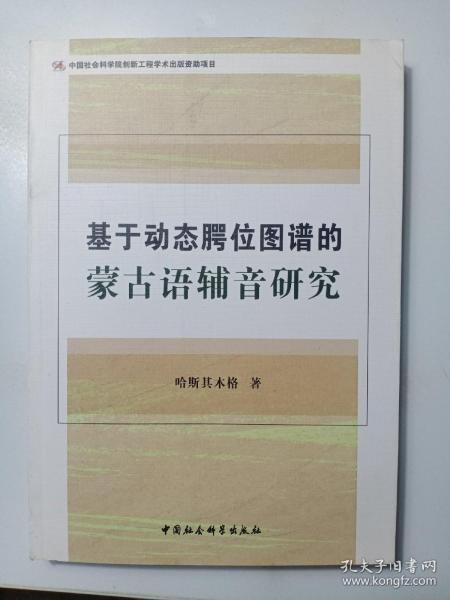 中国社会科学院创新工程学术出版资助项目
基于动态腭位图谱的
蒙古语辅音研究
哈斯其木格 著
中国社会科学出版社
孔夫子旧书网
www.kongfz.com